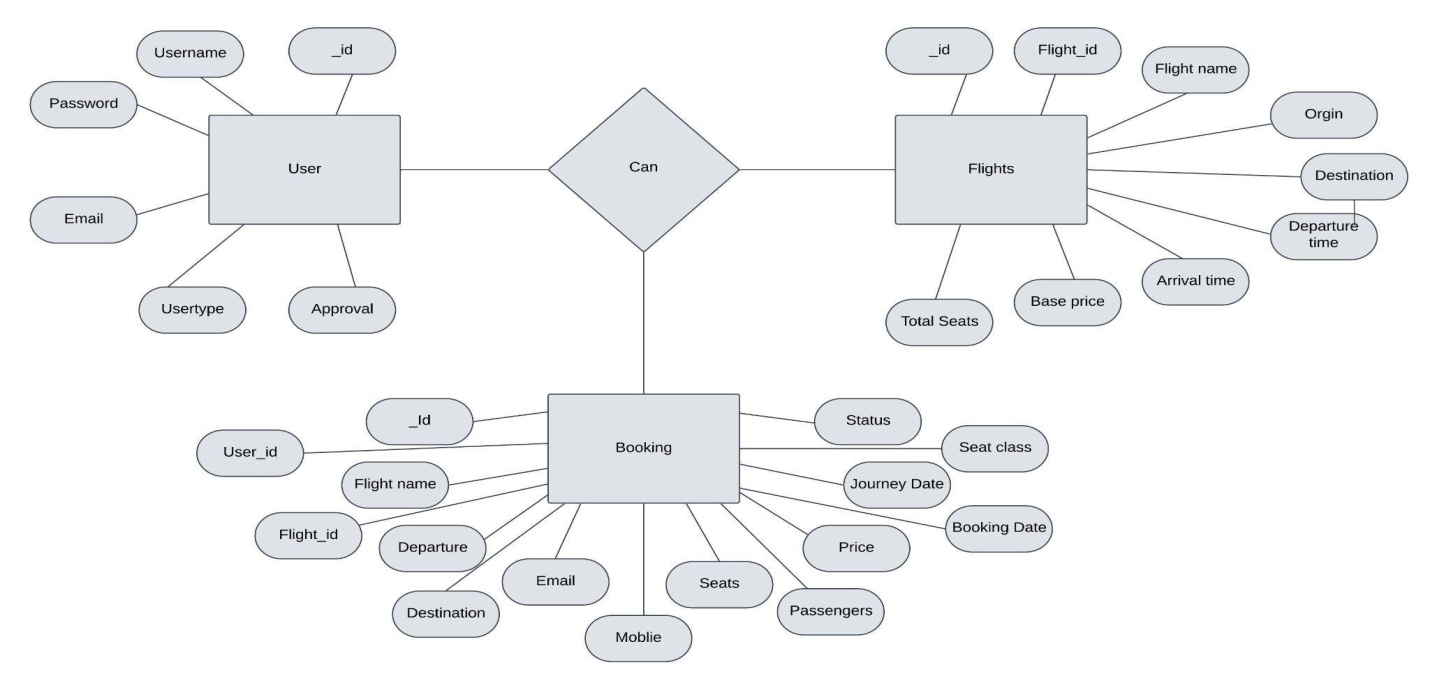 Username
_id
Password
User
Email
Usertype
Approval
Can
_id
Flight_id
Flight name
Orgin
Flights
Destination
Departure
time
Arrival time
Base price
Total Seats
_Id
User_id
Flight name
Flight_id
Departure
Destination
Email
Moblie
Booking
Status
Seat class
Journey Date
Booking Date
Price
Seats
Passengers